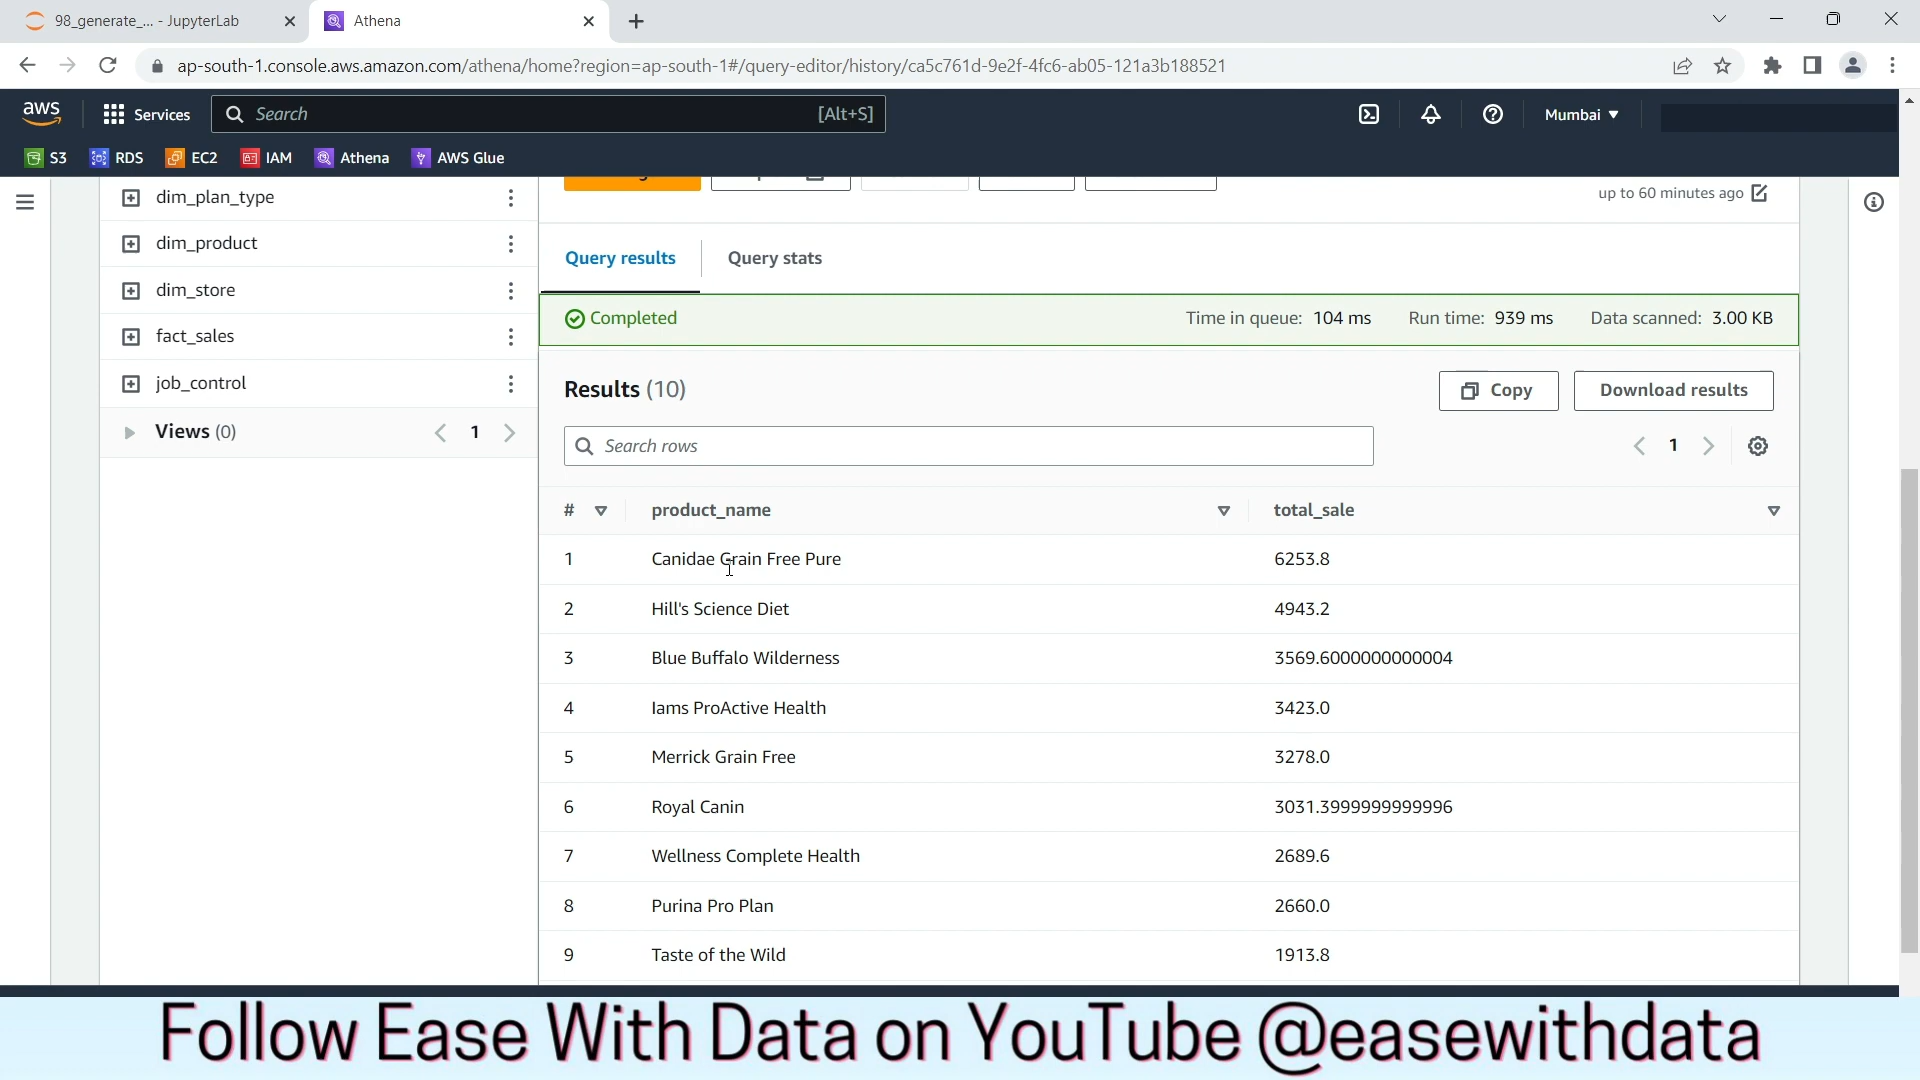 98_generate_... - JupyterLab
Athena
ap-south-1.console.aws.amazon.com/athena/home?region=ap-south-1#/query-editor/history/ca5c761d-9e2f-4fc6-ab05-121a3b188521
aws
Services
Search
[Alt+S]
Mumbai
S3
RDS
EC2
IAM
Athena
AWS Glue
dim_plan_type
dim_product
dim_store
fact_sales
job_control
Views (0)
1
up to 60 minutes ago
Query results
Query stats
Completed
Time in queue: 104 ms
Run time: 939 ms
Data scanned: 3.00 KB
Results (10)
Copy
Download results
Search rows
1
# product_name total_sale
1 Canidae Grain Free Pure 6253.8
2 Hill's Science Diet 4943.2
3 Blue Buffalo Wilderness 3569.6000000000004
4 Iams ProActive Health 3423.0
5 Merrick Grain Free 3278.0
6 Royal Canin 3031.3999999999996
7 Wellness Complete Health 2689.6
8 Purina Pro Plan 2660.0
9 Taste of the Wild 1913.8
Follow Ease With Data on YouTube @easewithdata